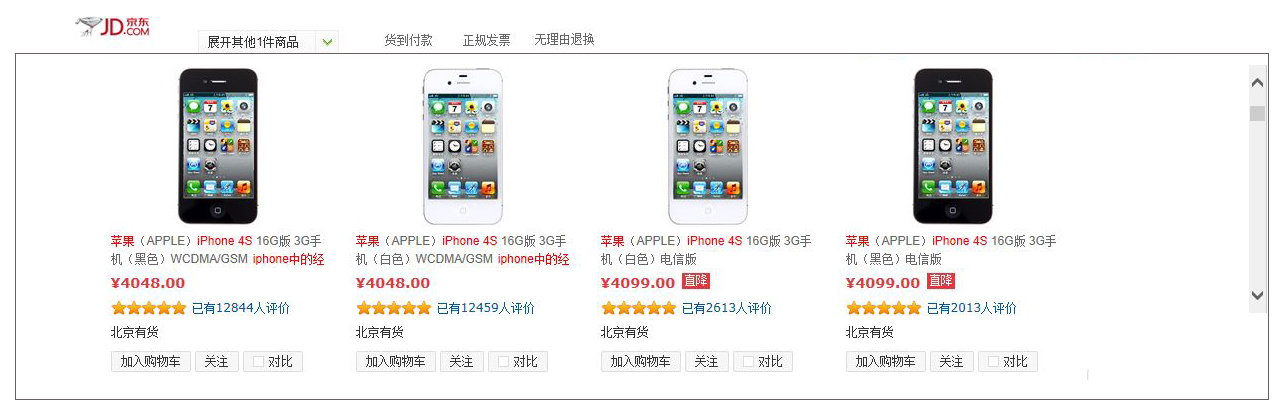 JD.COM 京东
展开其他1件商品
货到付款 正规发票 无理由退换
苹果（APPLE）iPhone 4S 16G版 3G手
机（黑色）WCDMA/GSM iphone中的经
¥4048.00
已有12844人评价
北京有货
加入购物车 关注 对比
苹果（APPLE）iPhone 4S 16G版 3G手
机（白色）WCDMA/GSM iphone中的经
¥4048.00
已有12459人评价
北京有货
加入购物车 关注 对比
苹果（APPLE）iPhone 4S 16G版 3G手
机（白色）电信版
¥4099.00 直降
已有2613人评价
北京有货
加入购物车 关注 对比
苹果（APPLE）iPhone 4S 16G版 3G手
机（黑色）电信版
¥4099.00 直降
已有2013人评价
北京有货
加入购物车 关注 对比